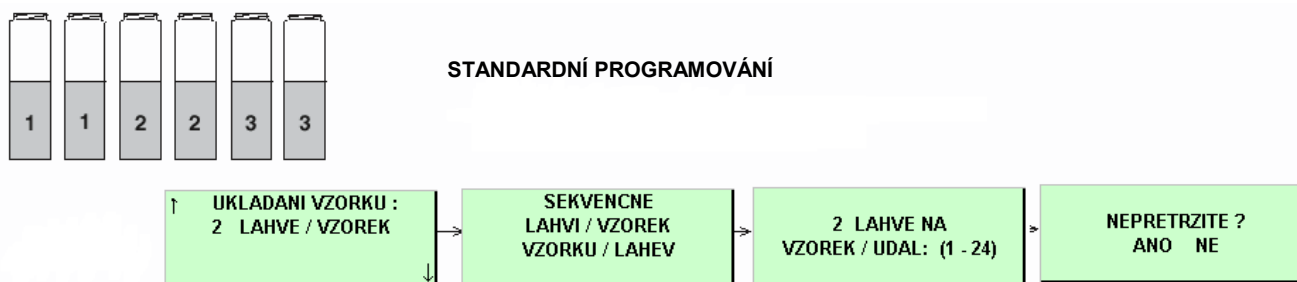 STANDARDNÍ PROGRAMOVÁNÍ
1 1 2 2 3 3
↑ UKLADANI VZORKU :
2 LAHVE / VZOREK
↓
SEKVENCNE
LAHVI / VZOREK
VZORKU / LAHEV
2 LAHVE NA
VZOREK / UDAL: (1 - 24)
NEPRETRZITE ?
ANO NE